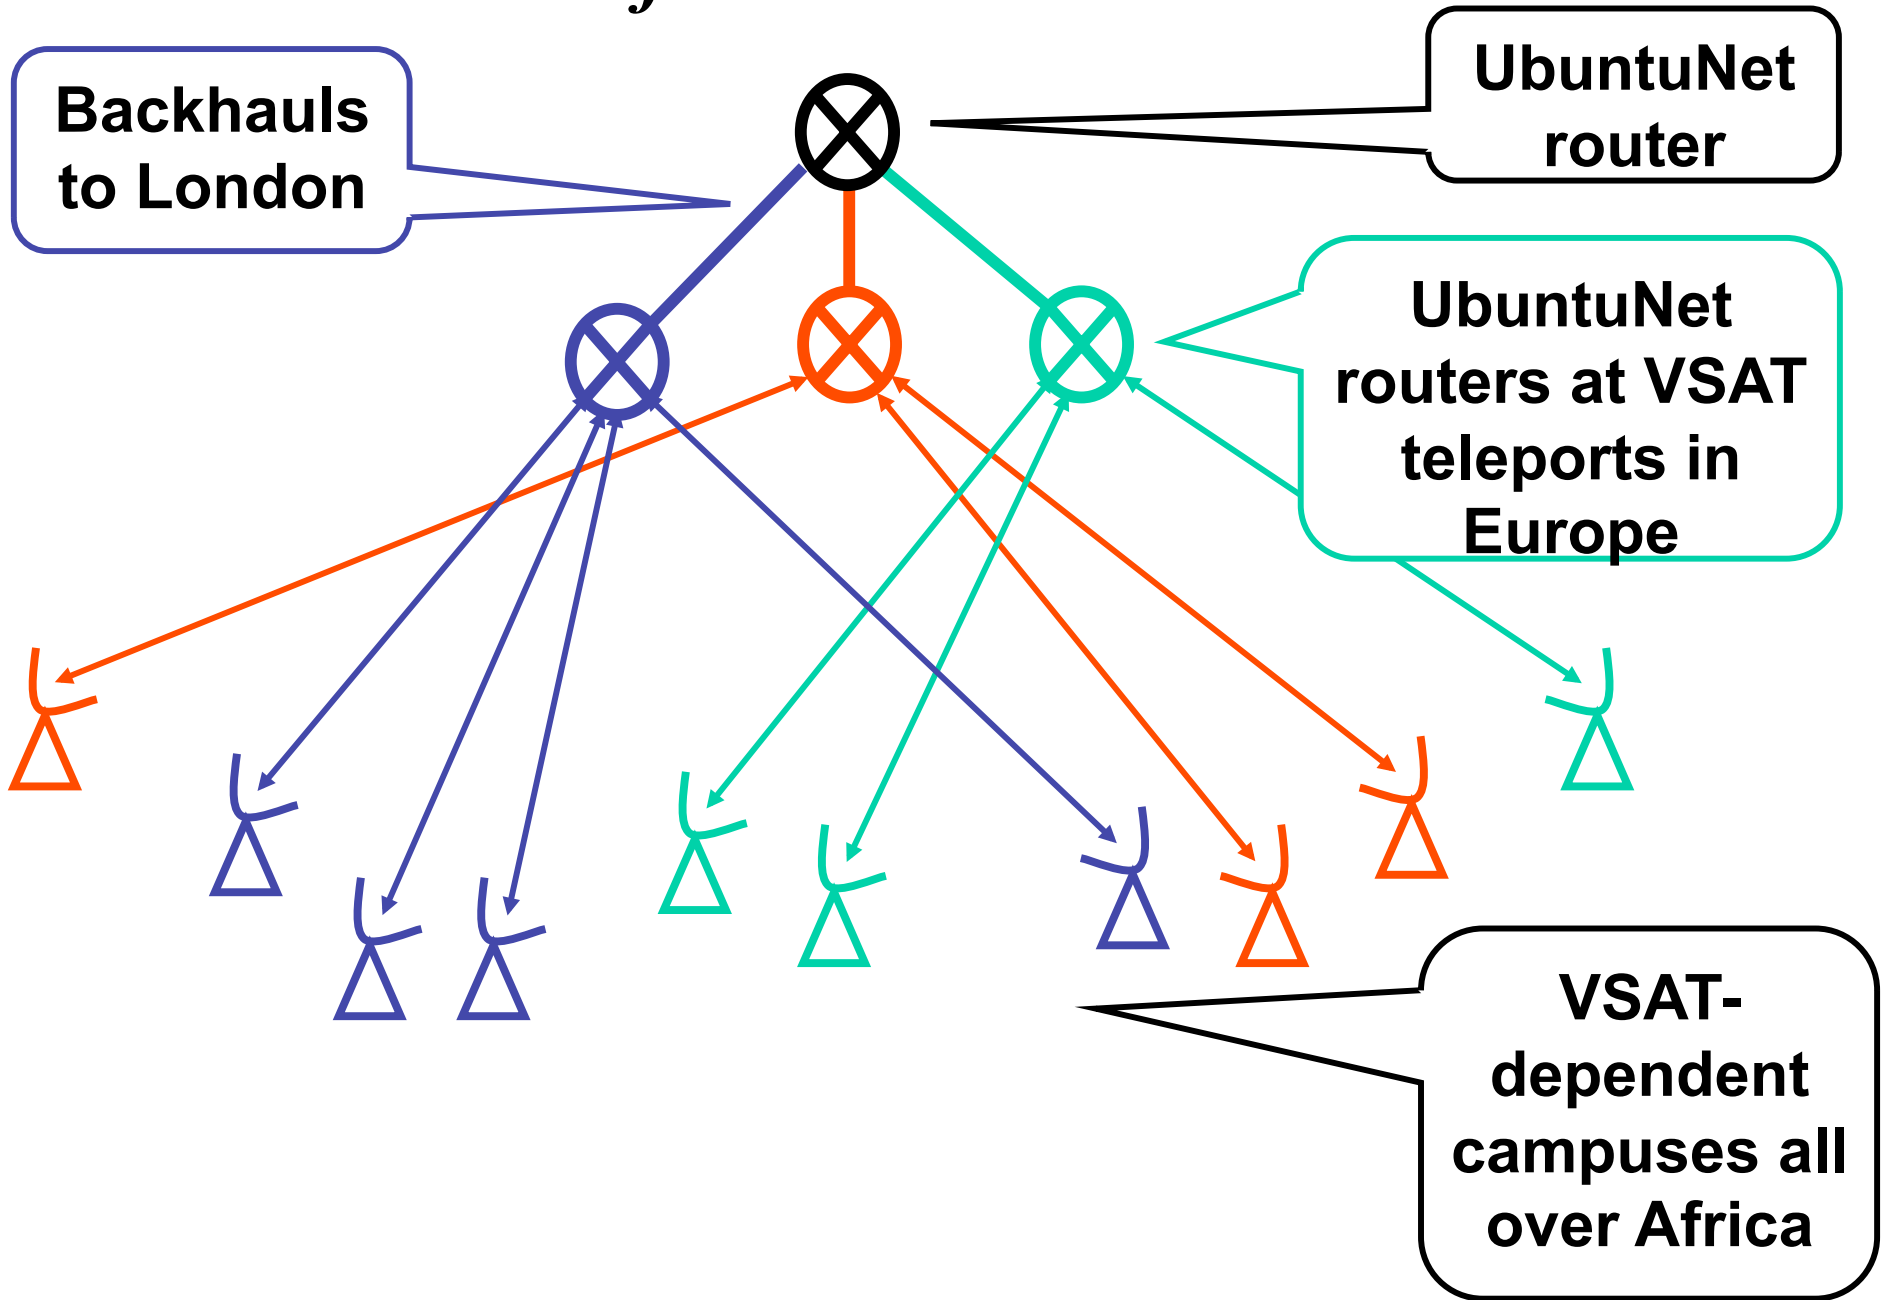 Backhauls
to London
UbuntuNet
router
UbuntuNet
routers at VSAT
teleports in
Europe
VSAT-
dependent
campuses all
over Africa